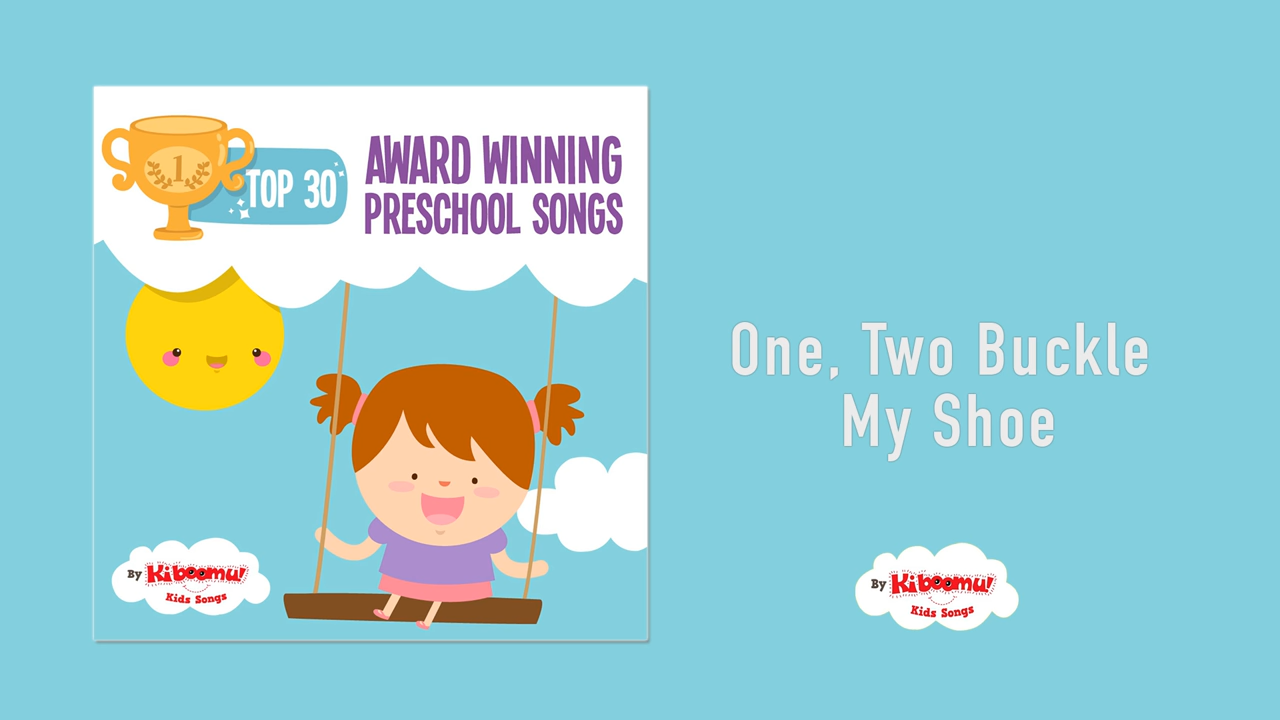 1
TOP 30
AWARD WINNING
PRESCHOOL SONGS
By Kiboomu!
Kids Songs
One, Two Buckle
My Shoe
By Kiboomu!
Kids Songs